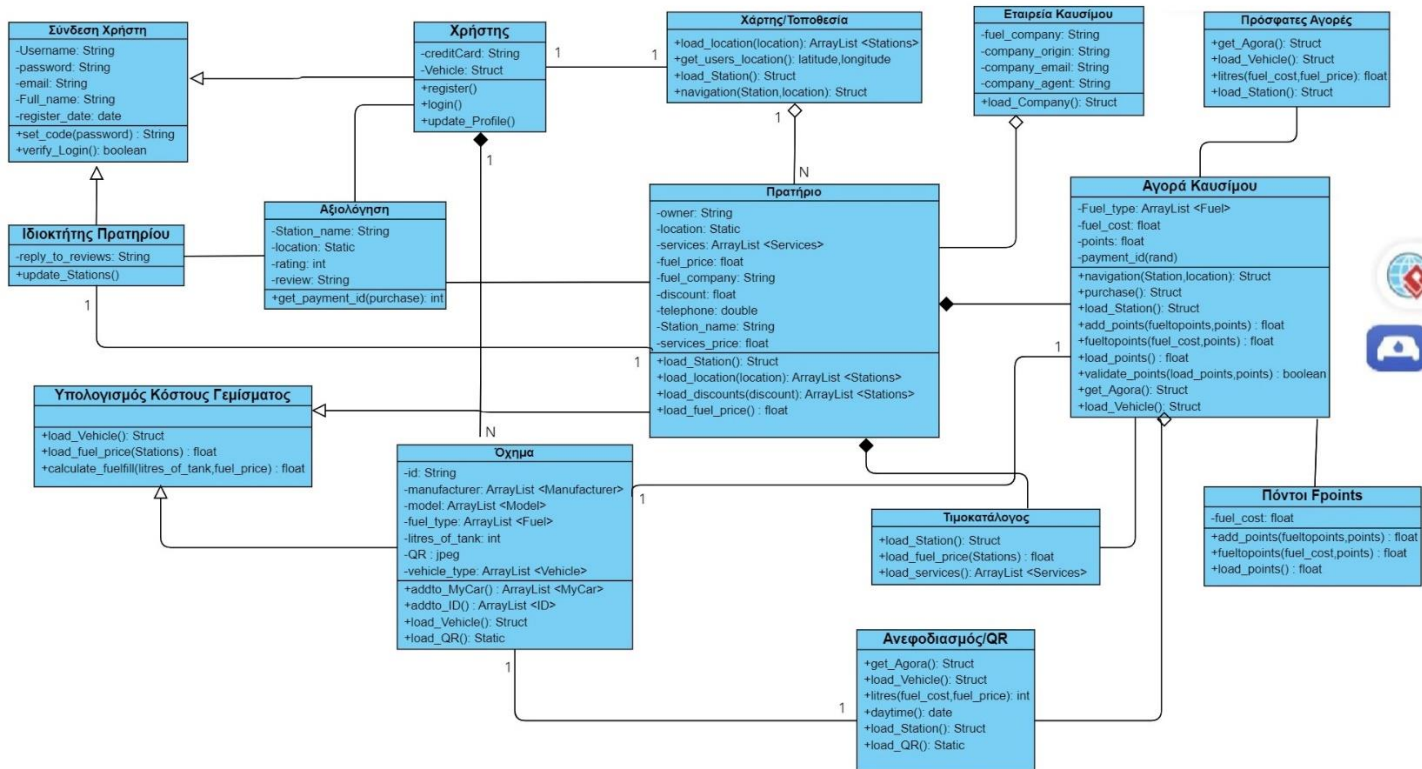 Σύνδεση Χρήστη
-Username: String
-password: String
-email: String
-Full_name: String
-register_date: date
+set_code(password) : String
+verify_Login(): boolean
Χρήστης
-creditCard: String
-Vehicle: Struct
+register()
+login()
+update_Profile()
1
1
1
Χάρτης/Τοποθεσία
+load_location(location): ArrayList <Stations>
+get_users_location(): latitude,longitude
+load_Station(): Struct
+navigation(Station,location): Struct
1
N
Εταιρεία Καυσίμου
-fuel_company: String
-company_origin: String
-company_email: String
-company_agent: String
+load_Company(): Struct
Πρόσφατες Αγορές
+get_Agora(): Struct
+load_Vehicle(): Struct
+litres(fuel_cost,fuel_price): float
+load_Station(): Struct
Ιδιοκτήτης Πρατηρίου
-reply_to_reviews: String
+update_Stations()
1
Αξιολόγηση
-Station_name: String
-location: Static
-rating: int
-review: String
+get_payment_id(purchase): int
Πρατήριο
-owner: String
-location: Static
-services: ArrayList <Services>
-fuel_price: float
-fuel_company: String
-discount: float
-telephone: double
-Station_name: String
-services_price: float
+load_Station(): Struct
+load_location(location): ArrayList <Stations>
+load_discounts(discount): ArrayList <Stations>
+load_fuel_price() : float
1
Αγορά Καυσίμου
-Fuel_type: ArrayList <Fuel>
-fuel_cost: float
-points: float
-payment_id(rand)
+navigation(Station,location): Struct
+purchase(): Struct
+load_Station(): Struct
+add_points(fueltopoints,points) : float
+fueltopoints(fuel_cost,points) : float
+load_points() : float
+validate_points(load_points,points) : boolean
+get_Agora(): Struct
+load_Vehicle(): Struct
1
Υπολογισμός Κόστους Γεμίσματος
+load_Vehicle(): Struct
+load_fuel_price(Stations) : float
+calculate_fuelfill(litres_of_tank,fuel_price) : float
N
Όχημα
-id: String
-manufacturer: ArrayList <Manufacturer>
-model: ArrayList <Model>
-fuel_type: ArrayList <Fuel>
-litres_of_tank: int
-QR : jpeg
-vehicle_type: ArrayList <Vehicle>
+addto_MyCar() : ArrayList <MyCar>
+addto_ID() : ArrayList <ID>
+load_Vehicle(): Struct
+load_QR(): Static
1
1
Τιμοκατάλογος
+load_Station(): Struct
+load_fuel_price(Stations) : float
+load_services(): ArrayList <Services>
Πόντοι Fpoints
-fuel_cost: float
+add_points(fueltopoints,points) : float
+fueltopoints(fuel_cost,points) : float
+load_points() : float
Ανεφοδιασμός/QR
+get_Agora(): Struct
+load_Vehicle(): Struct
+litres(fuel_cost,fuel_price): int
+daytime(): date
+load_Station(): Struct
+load_QR(): Static
1